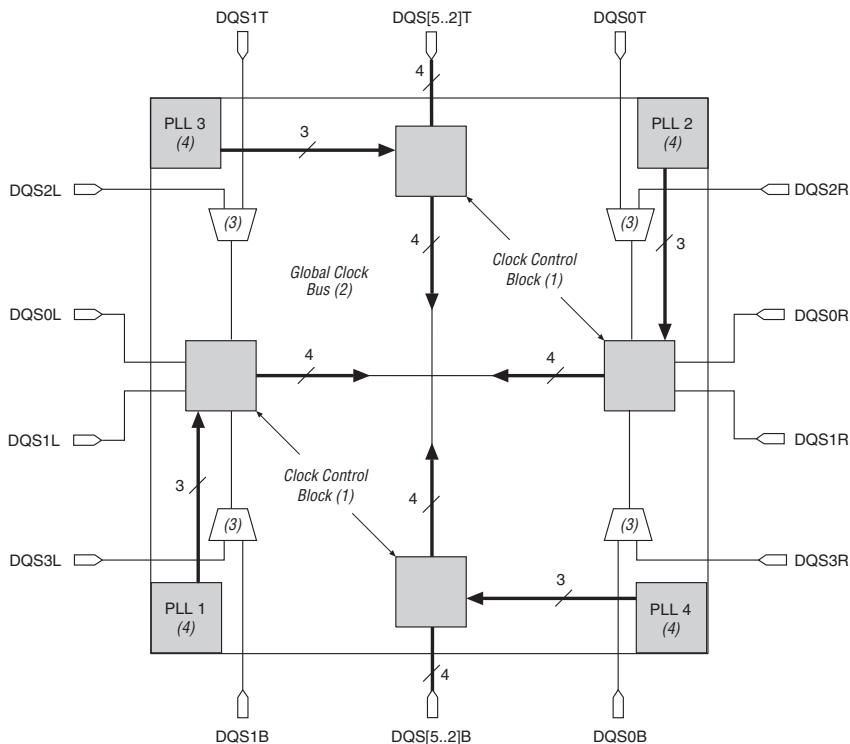 DQS1T
DQS[5..2]T
DQS0T
4
PLL 3
(4)
3
PLL 2
(4)
DQS2L
DQS2R
(3)
(3)
4
3
Global Clock
Bus (2)
Clock Control
Block (1)
DQS0L
DQS0R
4
4
DQS1L
DQS1R
Clock Control
Block (1)
3
4
(3)
(3)
DQS3L
DQS3R
3
PLL 1
(4)
PLL 4
(4)
4
DQS1B
DQS[5..2]B
DQS0B